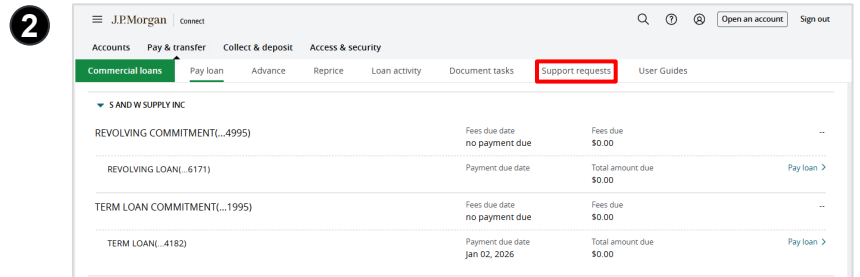 2
J.P.Morgan | Connect Open an account Sign out
Accounts Pay & transfer Collect & deposit Access & security
Commercial loans Pay loan Advance Reprice Loan activity Document tasks Support requests User Guides
S AND W SUPPLY INC
REVOLVING COMMITMENT(...4995) Fees due date Fees due --
no payment due $0.00
REVOLVING LOAN(...6171) Payment due date Total amount due Pay loan >
$0.00
TERM LOAN COMMITMENT(...1995) Fees due date Fees due --
no payment due $0.00
TERM LOAN(...4182) Payment due date Total amount due Pay loan >
Jan 02, 2026 $0.00